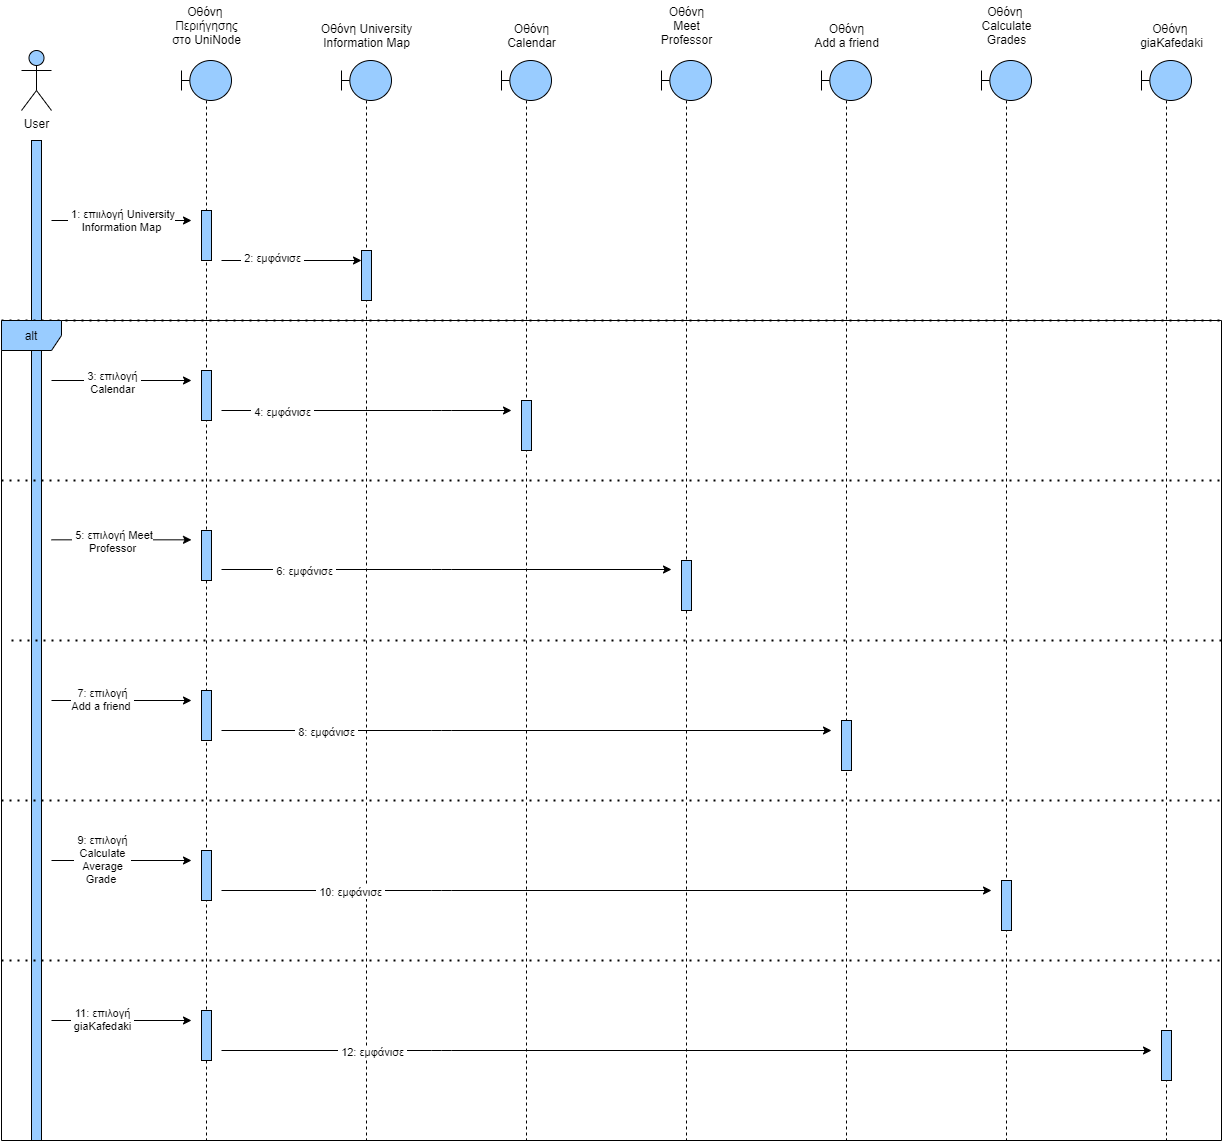 Οθόνη
Περιήγησης
στο UniNode
Οθόνη University
Information Map
Οθόνη
Calendar
Οθόνη
Meet
Professor
Οθόνη
Add a friend
Οθόνη
Calculate
Grades
Οθόνη
giaKafedaki
User
1: επιιλογή University
Information Map
2: εμφάνισε
alt
3: επιλογή
Calendar
4: εμφάνισε
5: επιλογή Meet
Professor
6: εμφάνισε
7: επιλογή
Add a friend
8: εμφάνισε
9: επιλογή
Calculate
Average
Grade
10: εμφάνισε
11: επιλογή
giaKafedaki
12: εμφάνισε